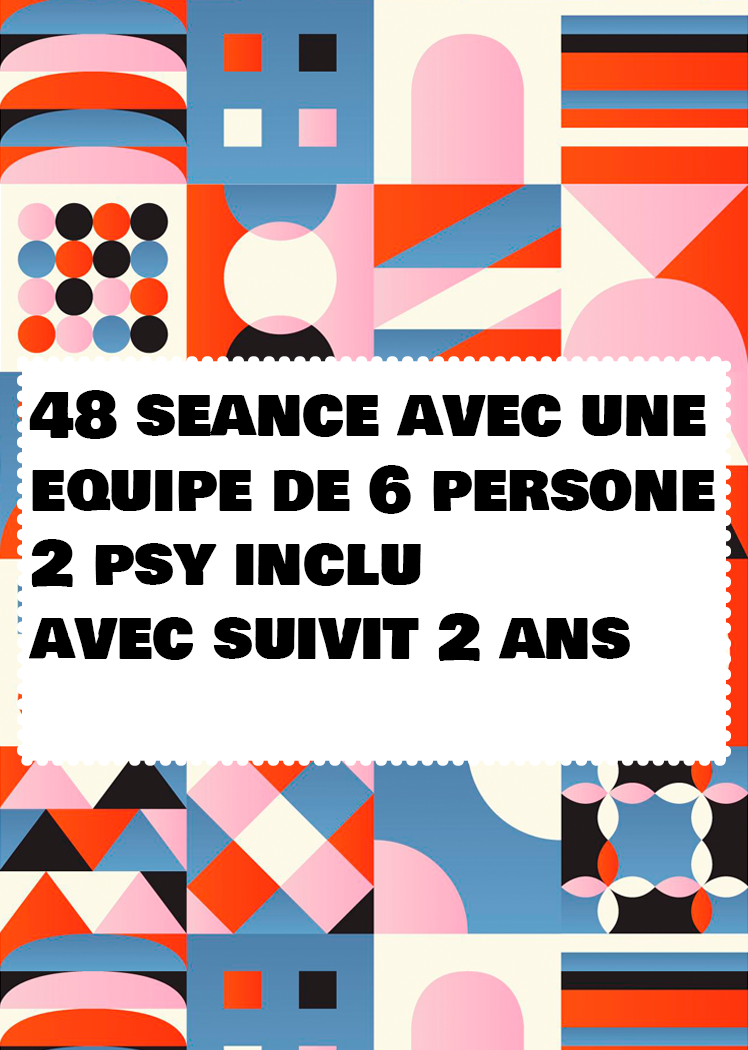 48 SEANCE AVEC UNE
EQUIPE DE 6 PERSONE
2 PSY INCLU
AVEC SUIVIT 2 ANS